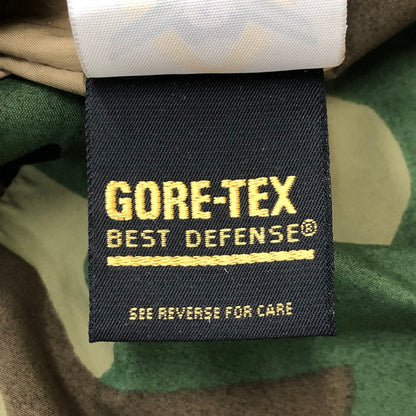 GORE-TEX
BEST DEFENSE®
SEE REVERSE FOR CARE